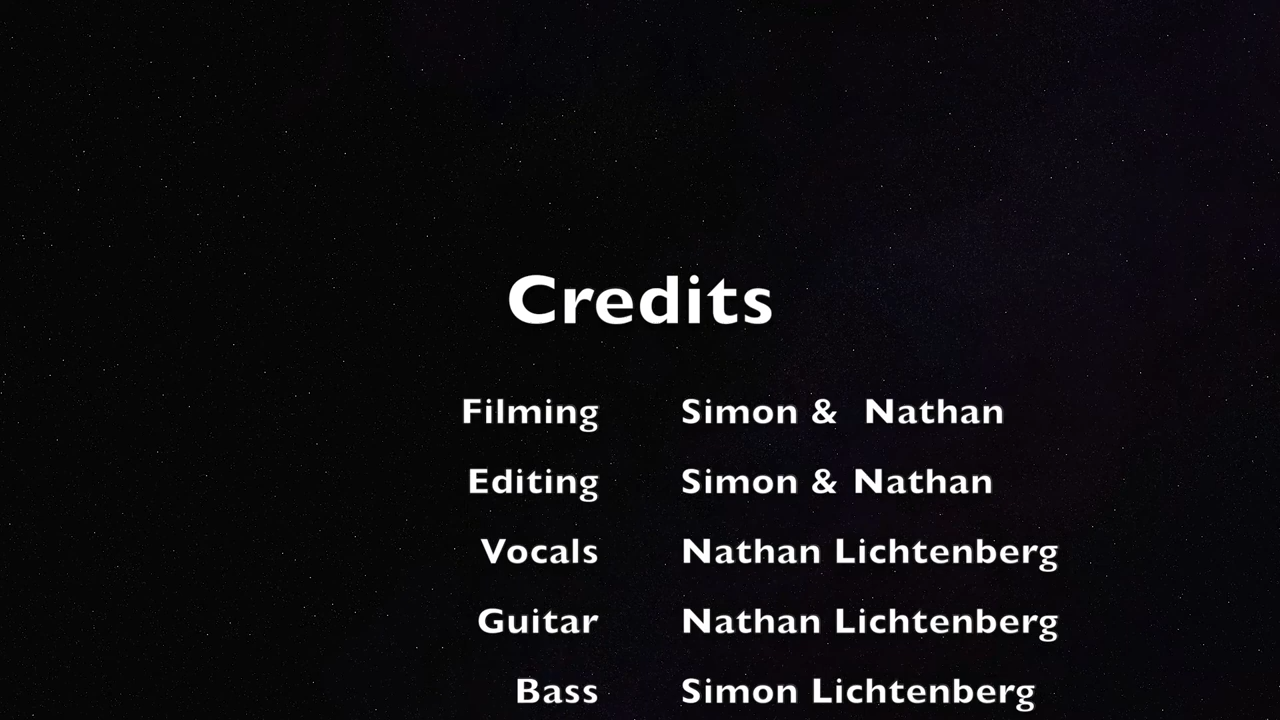 Credits
Filming Simon &  Nathan
Editing Simon & Nathan
Vocals Nathan Lichtenberg
Guitar Nathan Lichtenberg
Bass Simon Lichtenberg